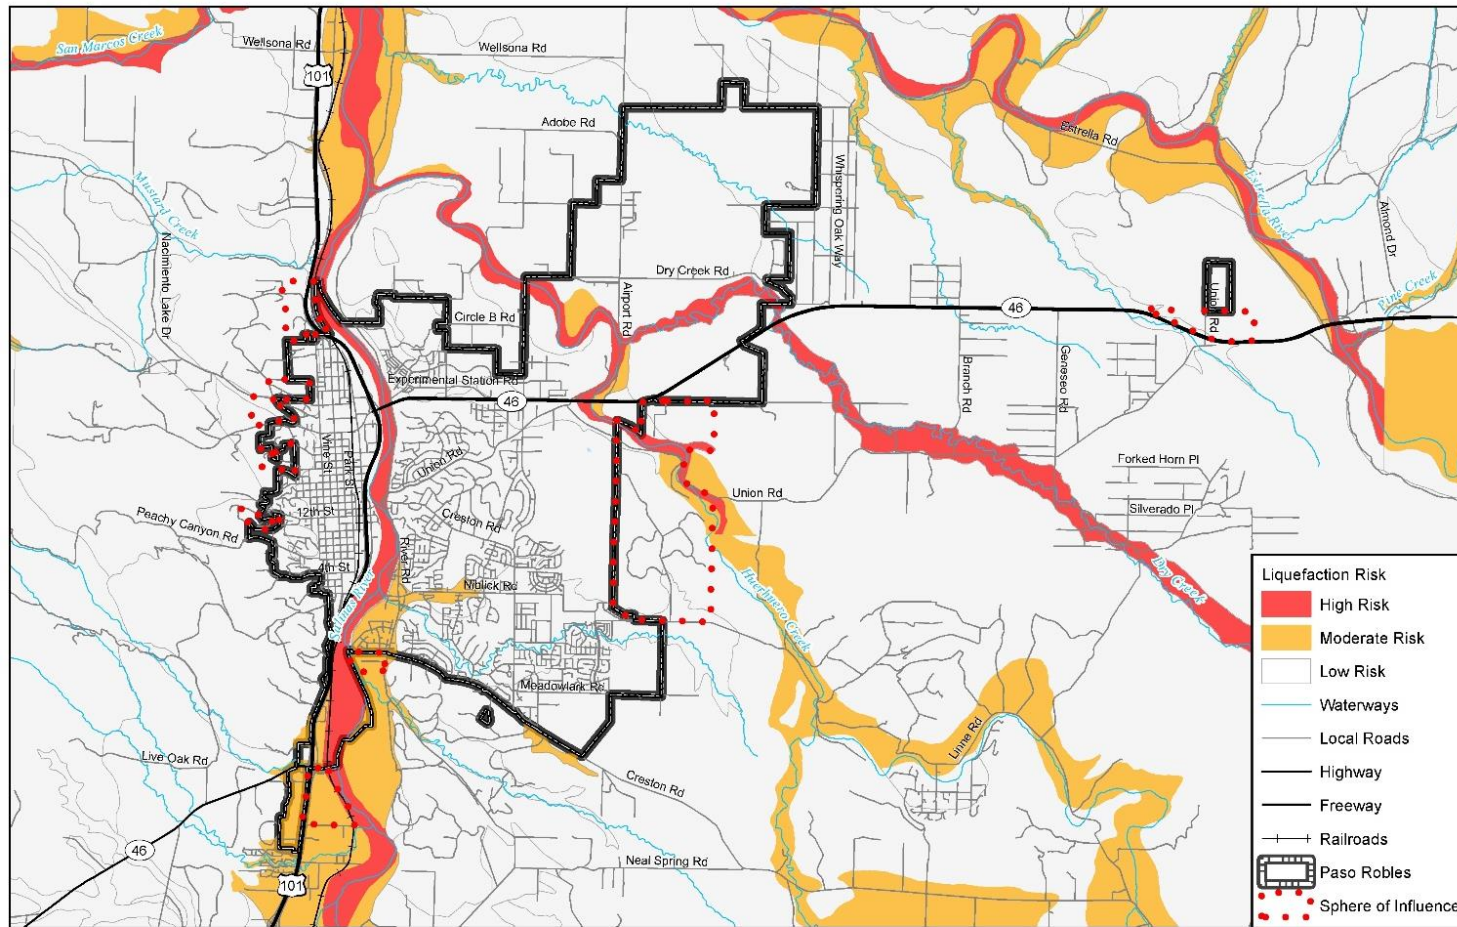 San Marcos Creek
Wellsona Rd
Wellsona Rd
101
Adobe Rd
Estrella Rd
Whispering Oak Way
Mustard Creek
Nacimiento Lake Dr
Estrella River
Almond Dr
Dry Creek Rd
Airport Rd
Union Rd
Pine Creek
Circle B Rd
46
Experimental Station Rd
46
Branch Rd
Geneseo Rd
Vine St
Park St
Union Rd
Forked Horn Pl
Union Rd
Silverado Pl
12th St
Creston Rd
Peachy Canyon Rd
River Rd
4th St
Niblick Rd
Salinas River
Huerhuero Creek
Dry Creek
Meadowlark Rd
Linne Rd
Live Oak Rd
Creston Rd
46
Neal Spring Rd
101
Liquefaction Risk
High Risk
Moderate Risk
Low Risk
Waterways
Local Roads
Highway
Freeway
Railroads
Paso Robles
Sphere of Influence